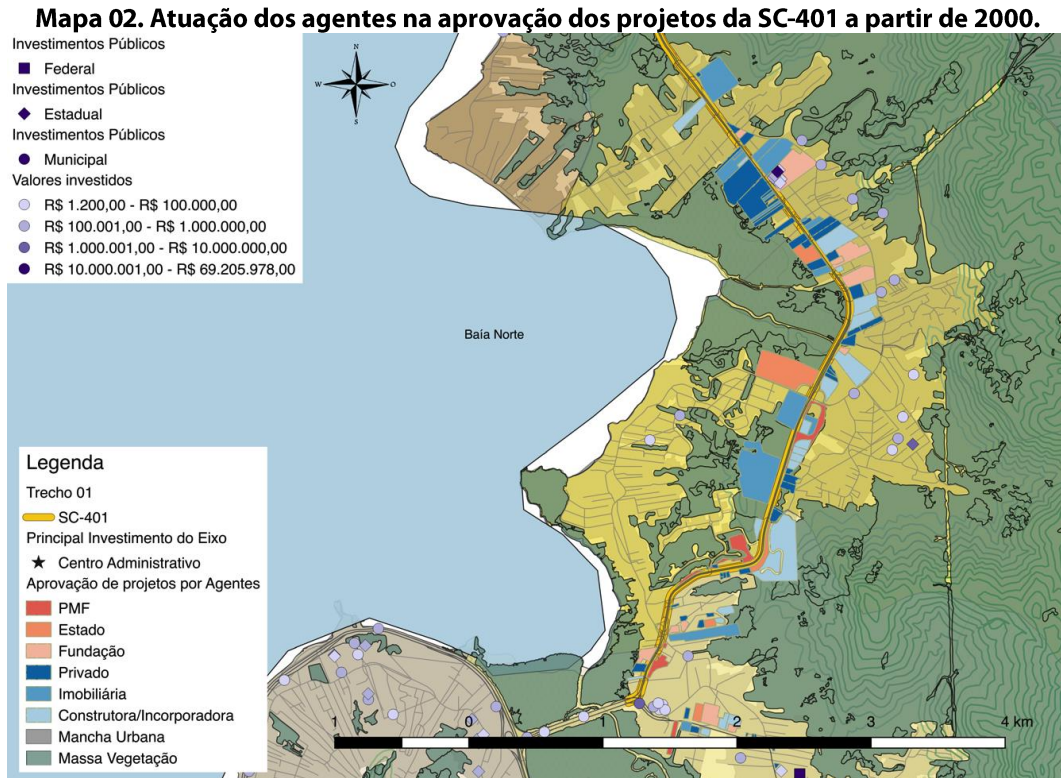 Mapa 02. Atuação dos agentes na aprovação dos projetos da SC-401 a partir de 2000.
Investimentos Públicos
Federal
Investimentos Públicos
Estadual
Investimentos Públicos
Municipal
Valores investidos
R$ 1.200,00 - R$ 100.000,00
R$ 100.001,00 - R$ 1.000.000,00
R$ 1.000.001,00 - R$ 10.000.000,00
R$ 10.000.001,00 - R$ 69.205.978,00
N
W O
S
Baía Norte
Legenda
Trecho 01
SC-401
Principal Investimento do Eixo
Centro Administrativo
Aprovação de projetos por Agentes
PMF
Estado
Fundação
Privado
Imobiliária
Construtora/Incorporadora
Mancha Urbana
Massa Vegetação
1 0 1 2 3 4 km